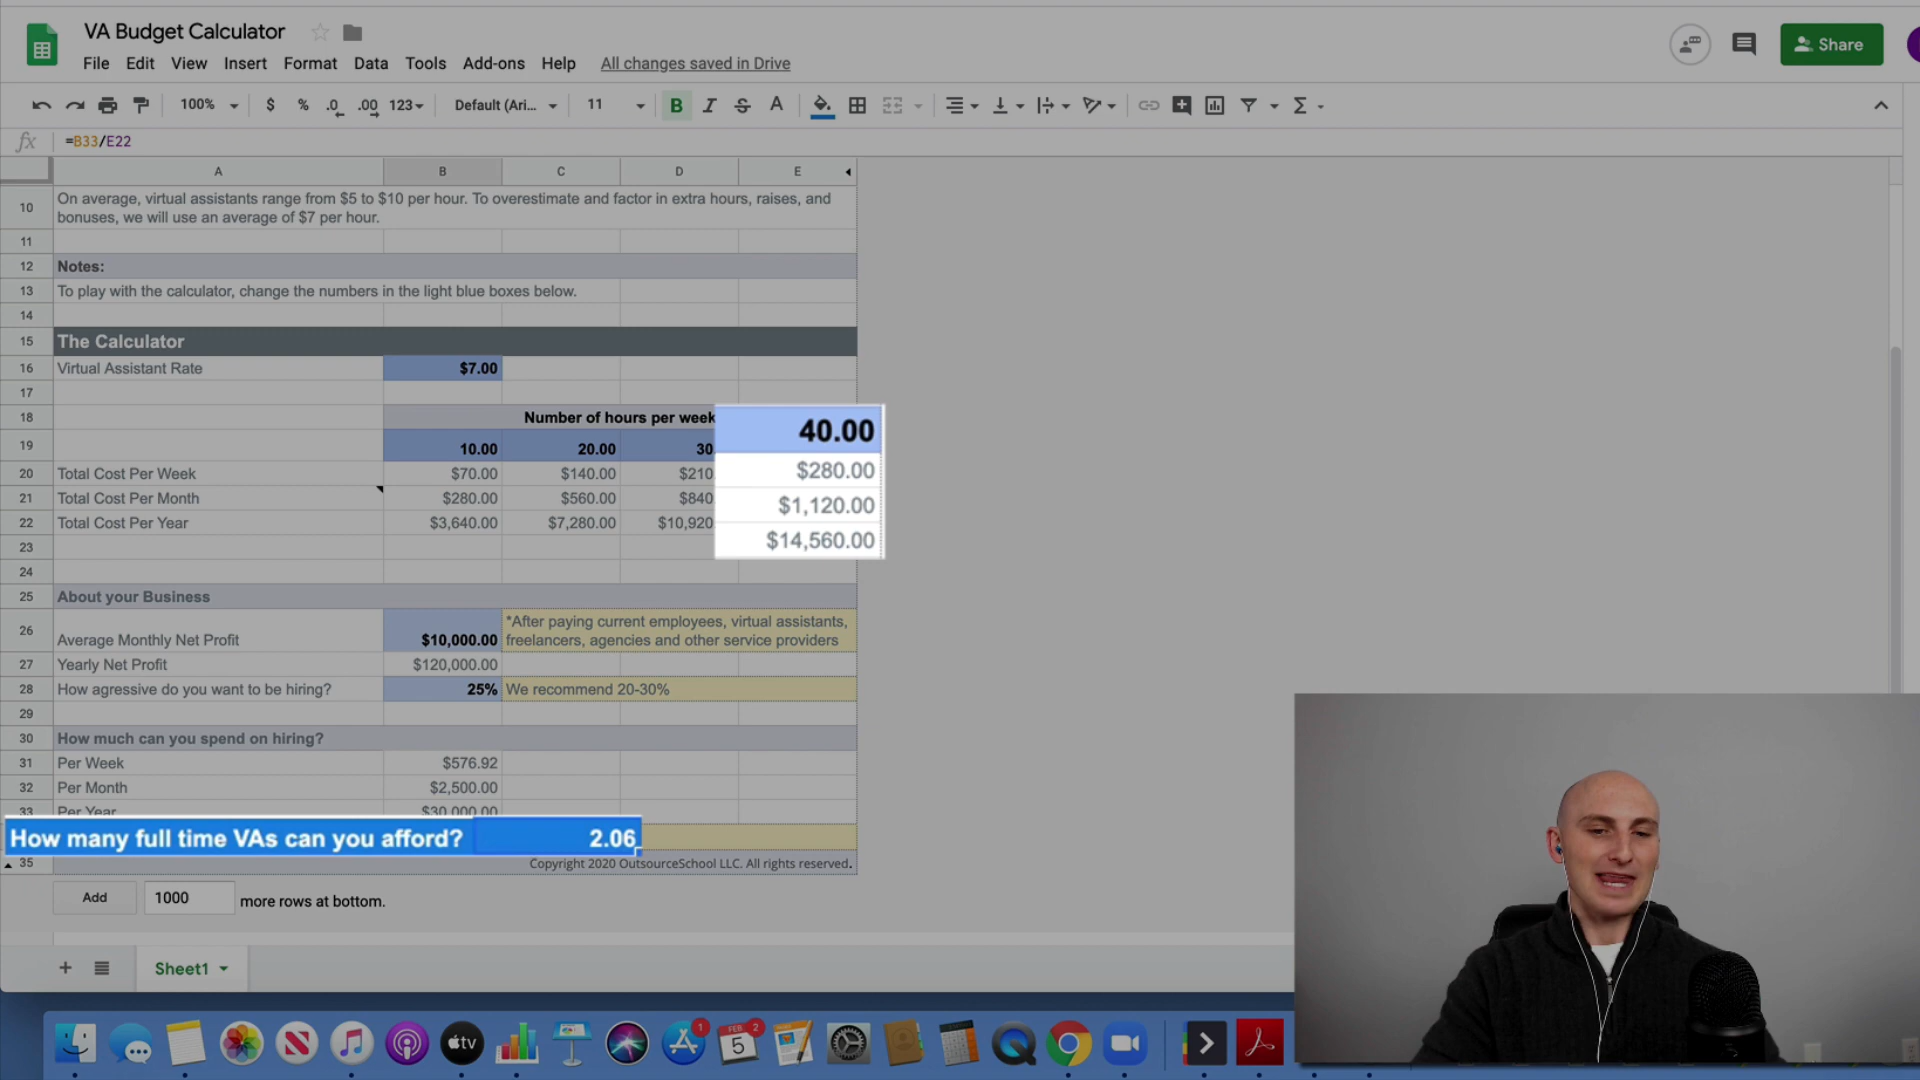 VA Budget Calculator
File Edit View Insert Format Data Tools Add-ons Help All changes saved in Drive
Share
100% $ % .0 .00 123 Default (Ari... 11 B I S A
fx =B33/E22
A B C D E
10 On average, virtual assistants range from $5 to $10 per hour. To overestimate and factor in extra hours, raises, and
bonuses, we will use an average of $7 per hour.
11
12 Notes:
13 To play with the calculator, change the numbers in the light blue boxes below.
14
15 The Calculator
16 Virtual Assistant Rate $7.00
17
18 Number of hours per week
19 10.00 20.00 30 40.00
20 Total Cost Per Week $70.00 $140.00 $210 $280.00
21 Total Cost Per Month $280.00 $560.00 $840 $1,120.00
22 Total Cost Per Year $3,640.00 $7,280.00 $10,920 $14,560.00
23
24
25 About your Business
*After paying current employees, virtual assistants,
26 Average Monthly Net Profit $10,000.00 freelancers, agencies and other service providers
27 Yearly Net Profit $120,000.00
28 How agressive do you want to be hiring? 25% We recommend 20-30%
29
30 How much can you spend on hiring?
31 Per Week $576.92
32 Per Month $2,500.00
33 Per Year $30,000.00
How many full time VAs can you afford? 2.06
35 Copyright 2020 OutsourceSchool LLC. All rights reserved.
Add 1000 more rows at bottom.
Sheet1
tv 1 FEB 5 2